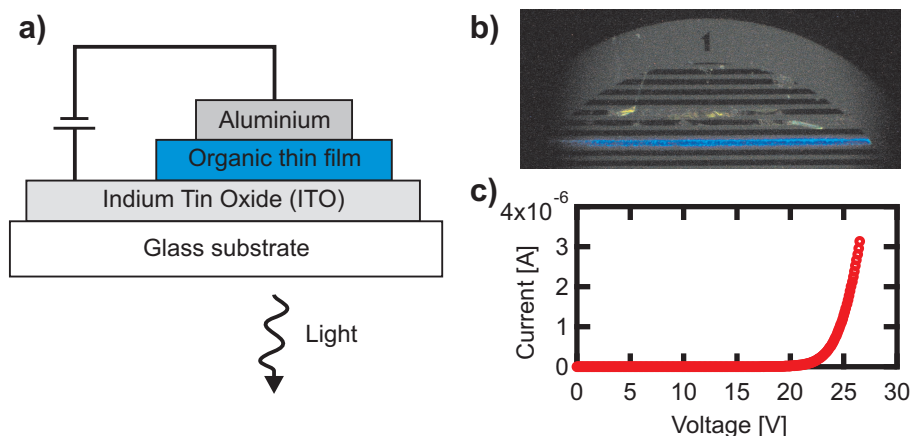 a)
Aluminium
Organic thin film
Indium Tin Oxide (ITO)
Glass substrate
Light
b)
1
c)
4x10⁻⁶
3
2
1
0
Current [A]
0 5 10 15 20 25 30
Voltage [V]